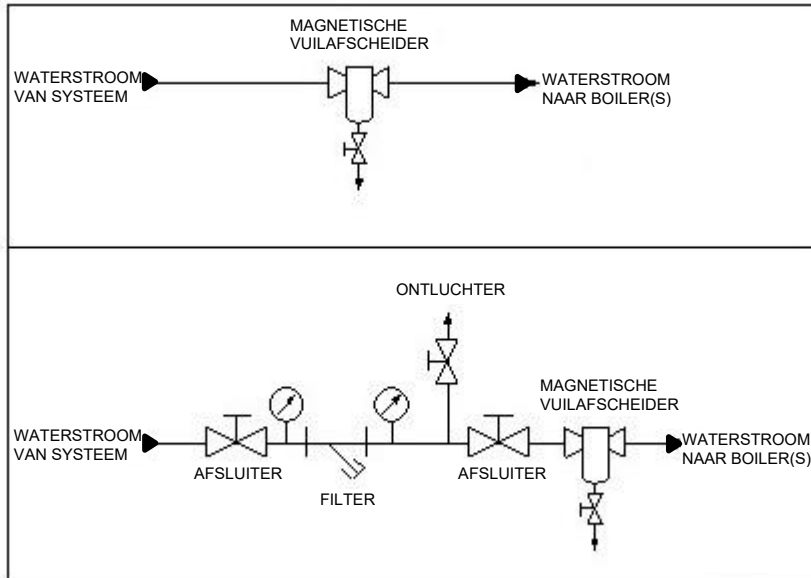 MAGNETISCHE
VUILAFSCHEIDER
WATERSTROOM
VAN SYSTEEM
WATERSTROOM
NAAR BOILER(S)
ONTLUCHTER
MAGNETISCHE
VUILAFSCHEIDER
WATERSTROOM
VAN SYSTEEM
WATERSTROOM
NAAR BOILER(S)
AFSLUITER
AFSLUITER
FILTER